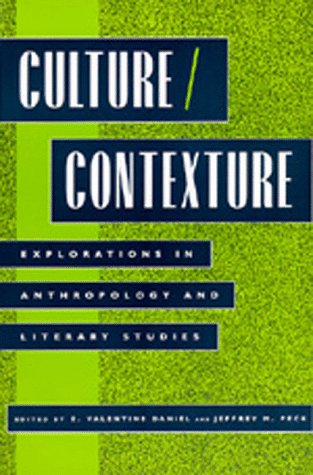 CULTURE /
CONTEXTURE
EXPLORATIONS IN
ANTHROPOLOGY AND
LITERARY STUDIES
EDITED BY E. VALENTINE DANIEL AND JEFFREY M. PECK